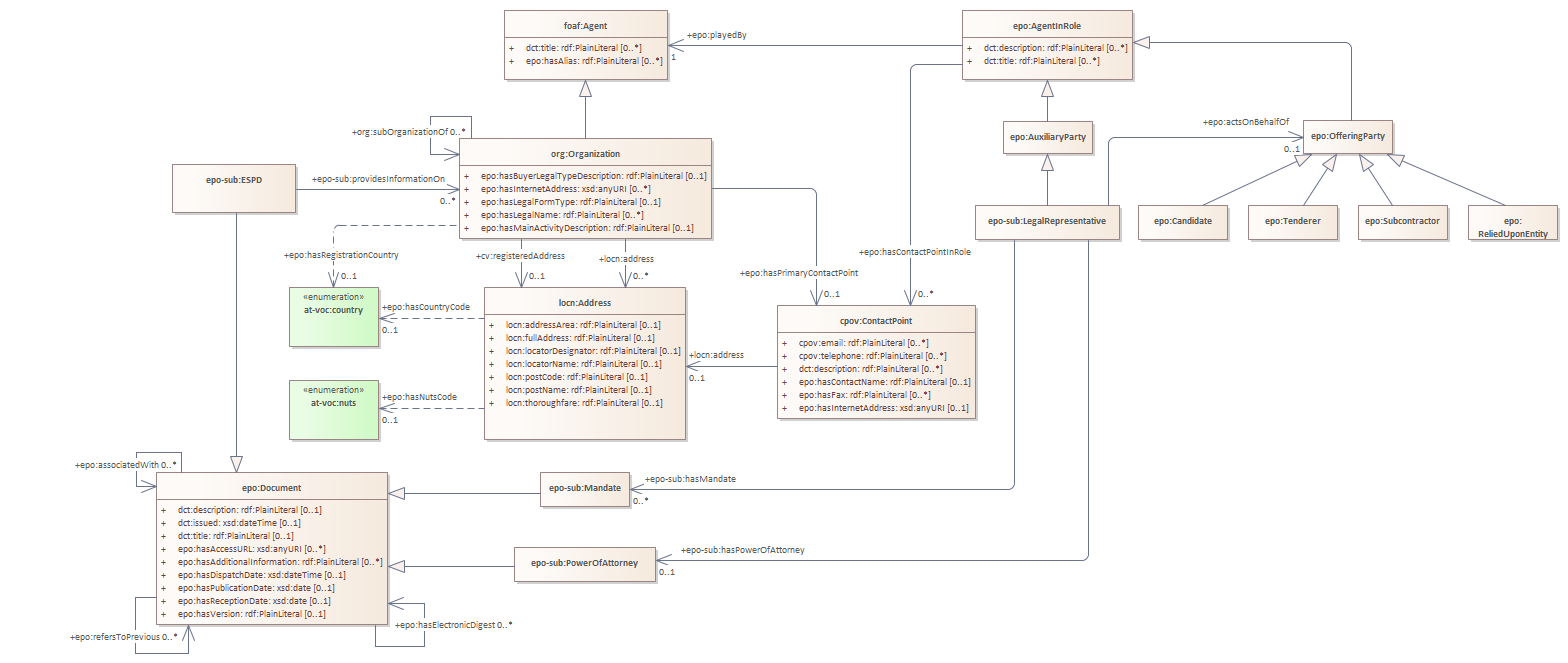 foaf:Agent
+ dct:title: rdf:PlainLiteral [0..*]
+ epo:hasAlias: rdf:PlainLiteral [0..*]
+epo:playedBy
1
epo:AgentInRole
+ dct:description: rdf:PlainLiteral [0..*]
+ dct:title: rdf:PlainLiteral [0..*]
+org:subOrganizationOf 0..*
org:Organization
+ epo:hasBuyerLegalTypeDescription: rdf:PlainLiteral [0..1]
+ epo:hasInternetAddress: xsd:anyURI [0..*]
+ epo:hasLegalFormType: rdf:PlainLiteral [0..1]
+ epo:hasLegalName: rdf:PlainLiteral [0..*]
+ epo:hasMainActivityDescription: rdf:PlainLiteral [0..1]
epo:AuxiliaryParty
+epo:actsOnBehalfOf
0..1
epo:OfferingParty
epo-sub:ESPD
+epo-sub:providesInformationOn
0..*
epo-sub:LegalRepresentative
epo:Candidate
epo:Tenderer
epo:Subcontractor
epo:
ReliedUponEntity
+epo:hasRegistrationCountry
0..1
+cv:registeredAddress
0..1
+locn:address
0..*
+epo:hasPrimaryContactPoint
0..1
+epo:hasContactPointInRole
0..*
«enumeration»
at-voc:country
+epo:hasCountryCode
0..1
locn:Address
+ locn:addressArea: rdf:PlainLiteral [0..1]
+ locn:fullAddress: rdf:PlainLiteral [0..1]
+ locn:locatorDesignator: rdf:PlainLiteral [0..1]
+ locn:locatorName: rdf:PlainLiteral [0..1]
+ locn:postCode: rdf:PlainLiteral [0..1]
+ locn:postName: rdf:PlainLiteral [0..1]
+ locn:thoroughfare: rdf:PlainLiteral [0..1]
+locn:address
0..1
cpov:ContactPoint
+ cpov:email: rdf:PlainLiteral [0..*]
+ cpov:telephone: rdf:PlainLiteral [0..*]
+ dct:description: rdf:PlainLiteral [0..*]
+ epo:hasContactName: rdf:PlainLiteral [0..1]
+ epo:hasFax: rdf:PlainLiteral [0..*]
+ epo:hasInternetAddress: xsd:anyURI [0..1]
«enumeration»
at-voc:nuts
+epo:hasNutsCode
0..1
+epo:associatedWith 0..*
epo:Document
+ dct:description: rdf:PlainLiteral [0..1]
+ dct:issued: xsd:dateTime [0..1]
+ dct:title: rdf:PlainLiteral [0..1]
+ epo:hasAccessURL: xsd:anyURI [0..*]
+ epo:hasAdditionalInformation: rdf:PlainLiteral [0..*]
+ epo:hasDispatchDate: xsd:dateTime [0..1]
+ epo:hasPublicationDate: xsd:date [0..1]
+ epo:hasReceptionDate: xsd:date [0..1]
+ epo:hasVersion: rdf:PlainLiteral [0..1]
epo-sub:Mandate
+epo-sub:hasMandate
0..*
epo-sub:PowerOfAttorney
+epo-sub:hasPowerOfAttorney
0..1
+epo:refersToPrevious 0..*
+epo:hasElectronicDigest 0..*